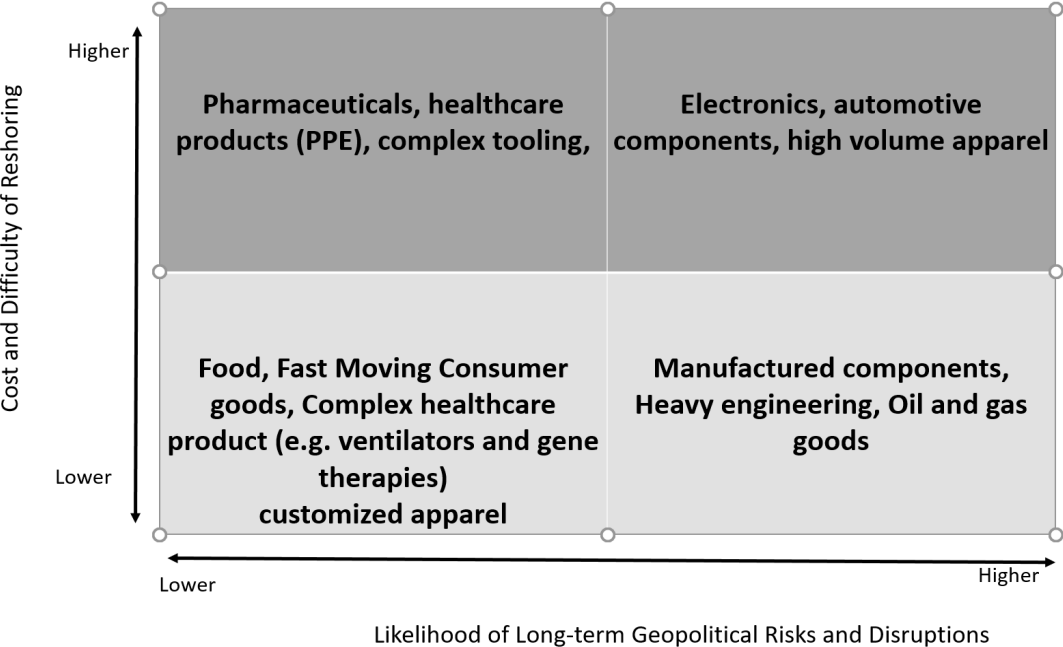 Higher
Cost and Difficulty of Reshoring
Lower
Pharmaceuticals, healthcare
products (PPE), complex tooling,
Electronics, automotive
components, high volume apparel
Food, Fast Moving Consumer
goods, Complex healthcare
product (e.g. ventilators and gene
therapies)
customized apparel
Manufactured components,
Heavy engineering, Oil and gas
goods
Lower
Higher
Likelihood of Long-term Geopolitical Risks and Disruptions